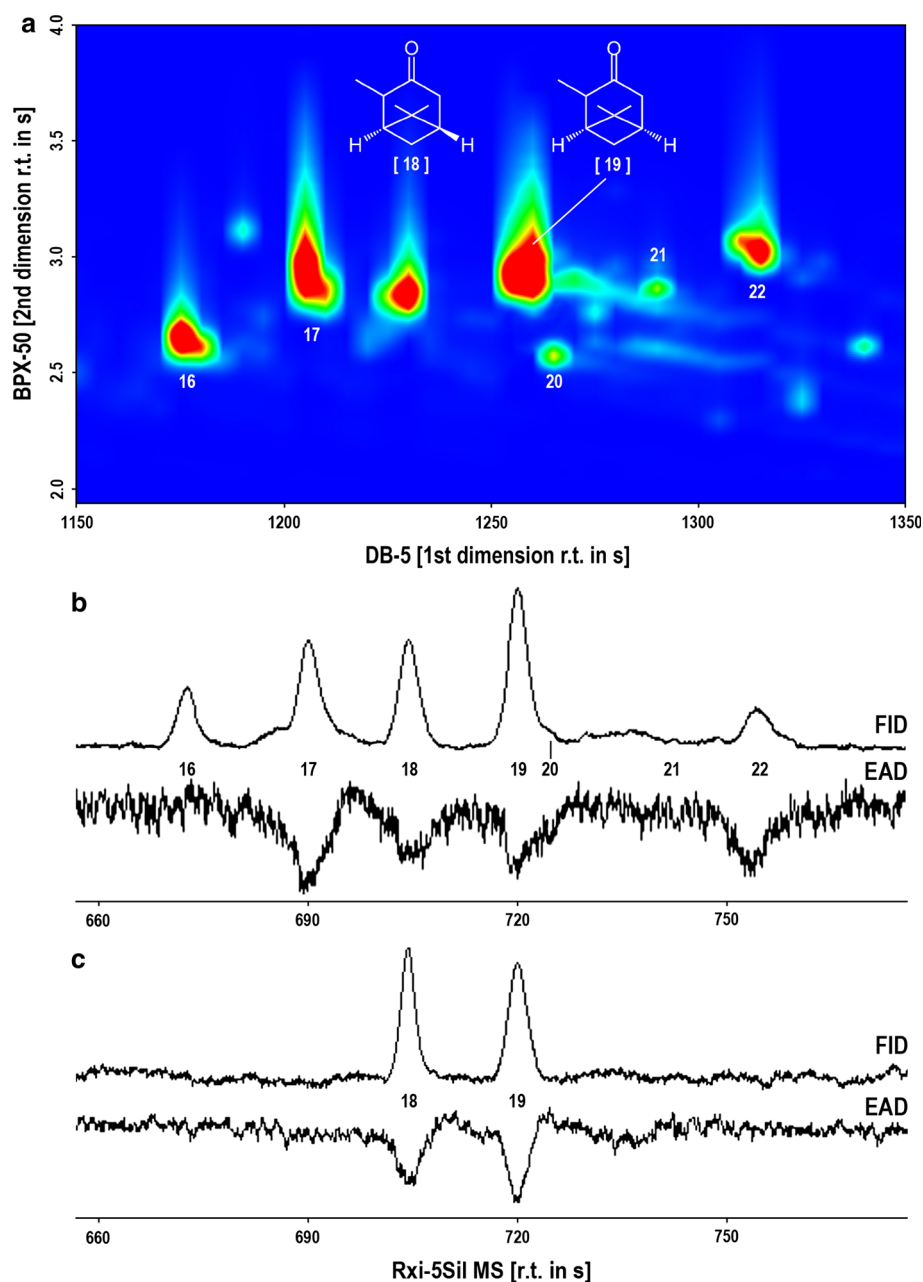 a
BPX-50 [2nd dimension r.t. in s]
4.0
3.5
3.0
2.5
2.0
O
H
H
[ 18 ]
O
H
H
[ 19 ]
16
17
20
21
22
1150
1200
1250
1300
1350
DB-5 [1st dimension r.t. in s]
b
FID
16
17
18
19
20
21
22
EAD
660
690
720
750
c
FID
18
19
EAD
660
690
720
750
Rxi-5Sil MS [r.t. in s]